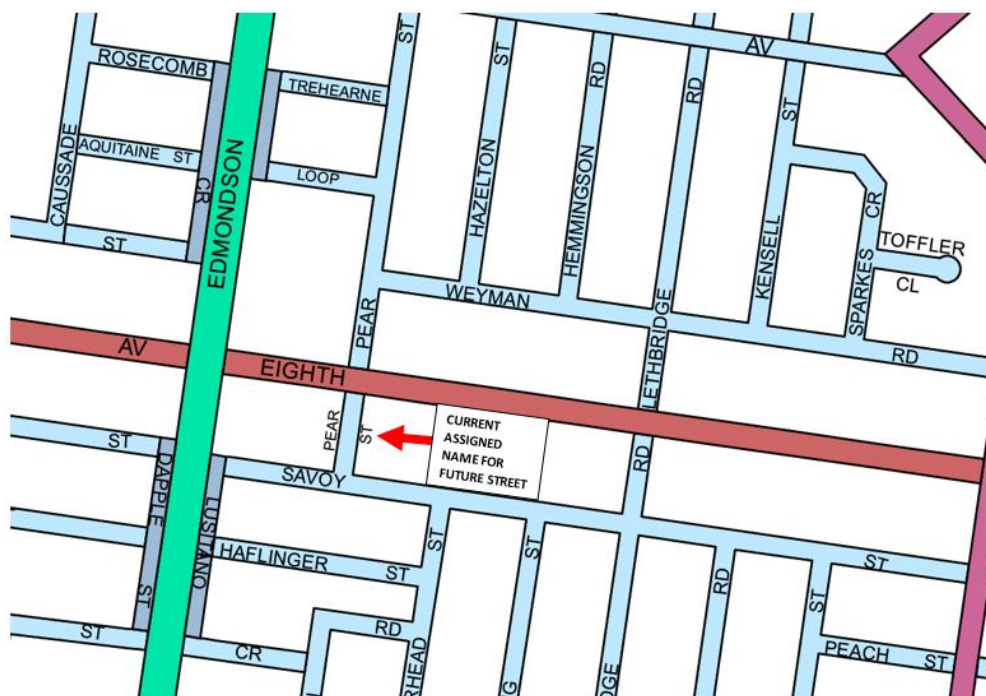 ST
AV
ROSECOMB
TREHEARNE
ST
RD
RD
ST
AQUITAINE ST
CAUSSADE
CR
LOOP
HAZELTON
HEMMINGSON
KENSELL
CR
TOFFLER
CL
ST
EDMONDSON
WEYMAN
PEAR
LETHBRIDGE
SPARKES
RD
AV
EIGHTH
PEAR
ST
CURRENT
ASSIGNED
NAME FOR
FUTURE STREET
ST
RD
SAVOY
DAPPLE
LUSITANO
HAFLINGER
ST
ST
ST
RD
ST
ST
ST
ST
CR
RD
RHEAD
G
DGE
PEACH ST